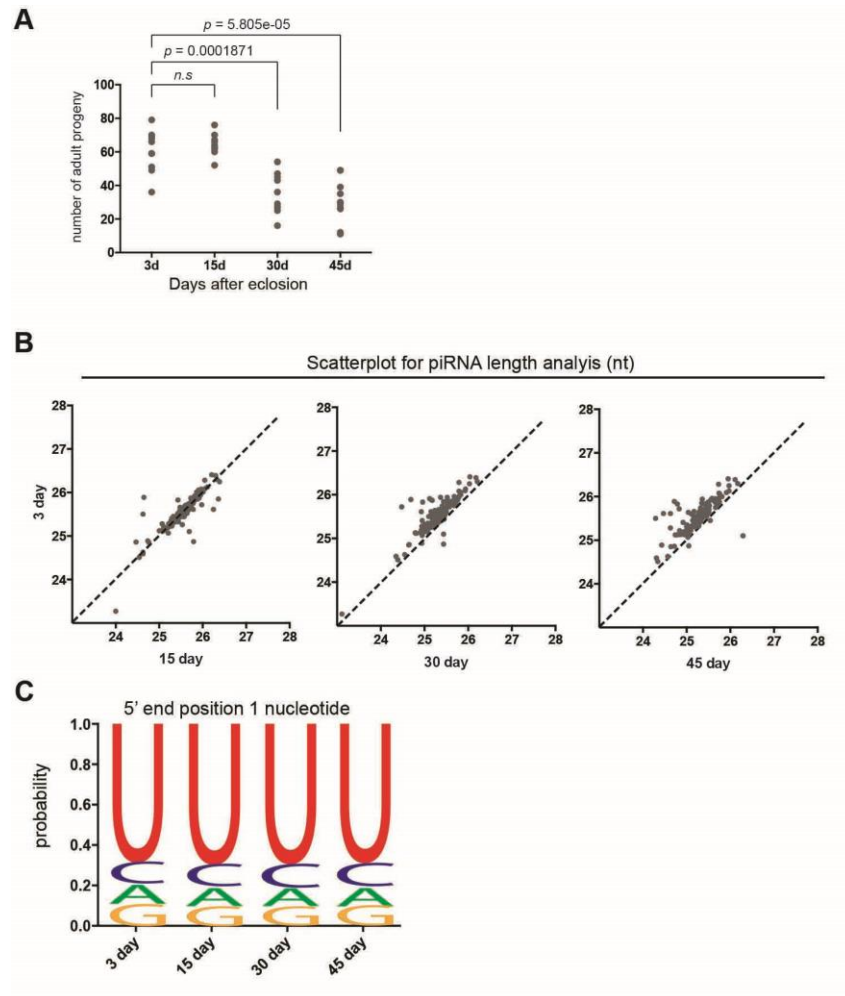 A
p = 5.805e-05
p = 0.0001871
n.s
100
80
60
40
20
0
number of adult progeny
3d 15d 30d 45d
Days after eclosion
B
Scatterplot for piRNA length analyis (nt)
28
27
26
25
24
3 day
24 25 26 27 28
15 day
28
27
26
25
24
24 25 26 27 28
30 day
28
27
26
25
24
24 25 26 27 28
45 day
C
5' end position 1 nucleotide
1.0
0.8
0.6
0.4
0.2
0.0
probability
U U U U
C C C C
A A A A
G G G G
3 day 15 day 30 day 45 day